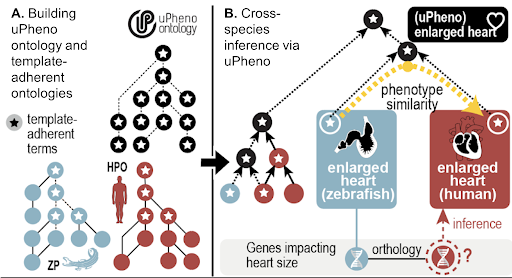 A. Building
uPheno
ontology and
template-
adherent
ontologies
uPheno
ontology
template-
adherent
terms
HPO
ZP
B. Cross-
species
inference via
uPheno
(uPheno)
enlarged heart
phenotype
similarity
enlarged
heart
(zebrafish)
enlarged
heart
(human)
inference
Genes impacting
heart size
orthology
?